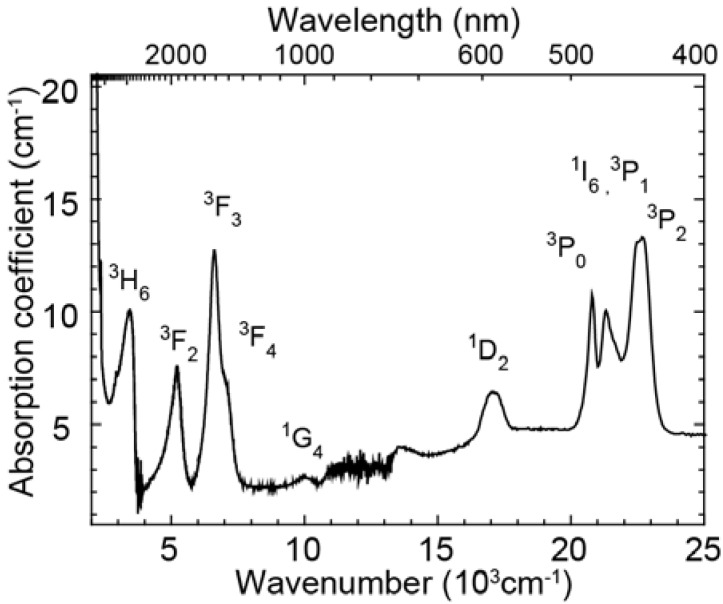 Wavelength (nm)
2000 1000 600 500 400
20
15
10
5
Absorption coefficient (cm⁻¹)
³H₆
³F₂
³F₃
³F₄
¹G₄
¹D₂
³P₀
¹I₆, ³P₁
³P₂
5 10 15 20 25
Wavenumber (10³cm⁻¹)